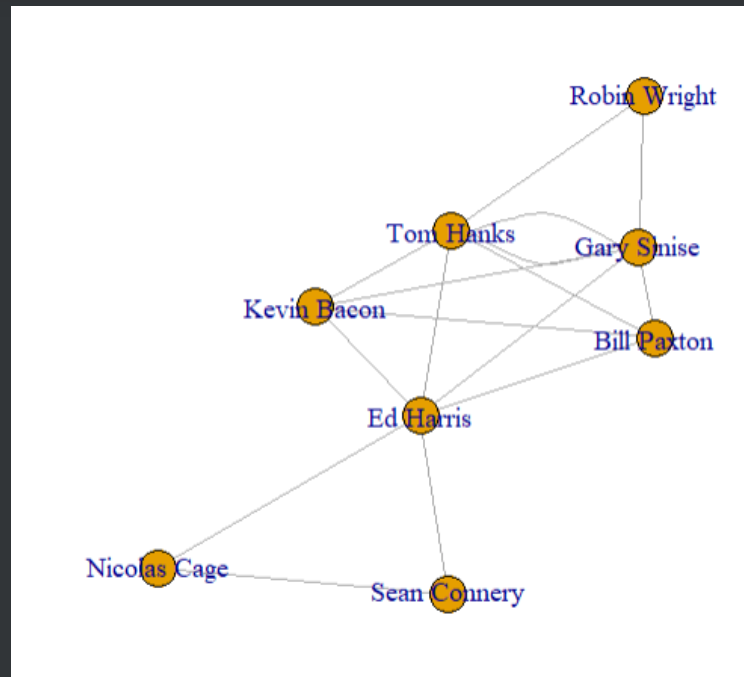 Robin Wright
Tom Hanks
Gary Sinise
Kevin Bacon
Bill Paxton
Ed Harris
Nicolas Cage
Sean Connery